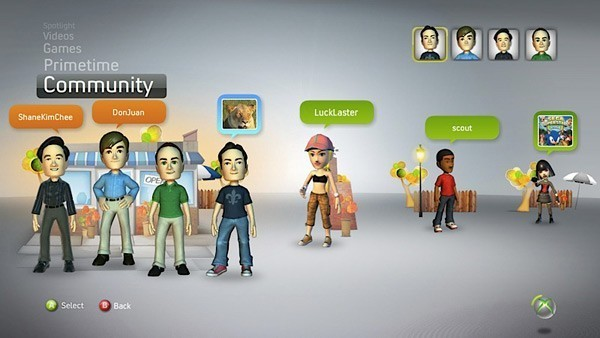 Spotlight
Videos
Games
Primetime
Community
ShaneKimChee
DonJuan
LuckLaster
scout
OPEN
A Select
B Back